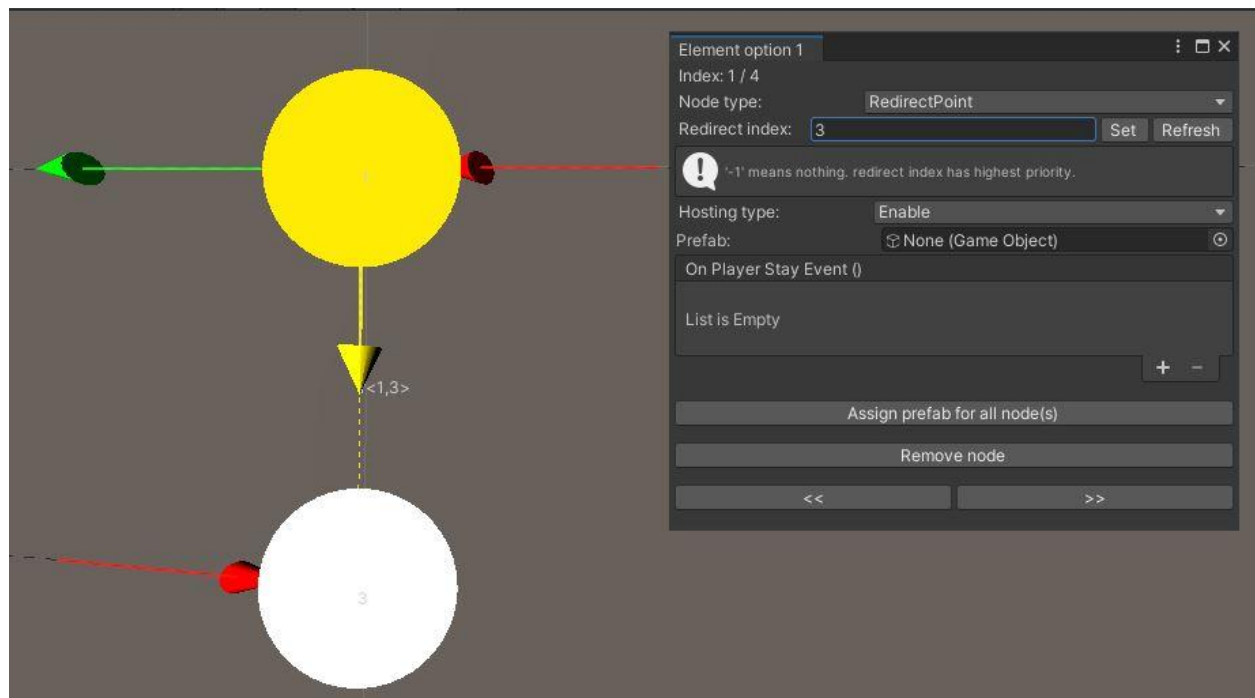 Element option 1
Index: 1 / 4
Node type: RedirectPoint
Redirect index: 3 Set Refresh
'-1' means nothing. redirect index has highest priority.
Hosting type: Enable
Prefab: None (Game Object)
On Player Stay Event ()
List is Empty
+ −
Assign prefab for all node(s)
Remove node
<< >>
1
<1,3>
3